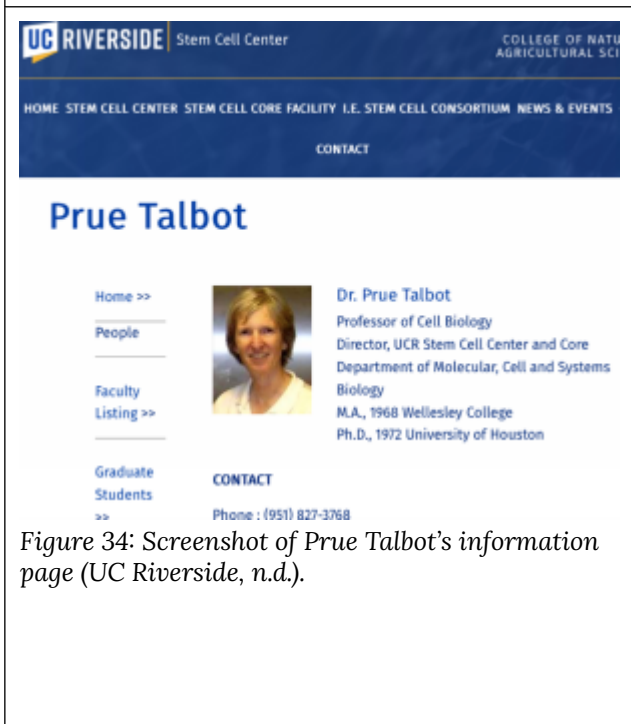 UC RIVERSIDE Stem Cell Center
COLLEGE OF NATU
AGRICULTURAL SCI
HOME STEM CELL CENTER STEM CELL CORE FACILITY I.E. STEM CELL CONSORTIUM NEWS & EVENTS
CONTACT
Prue Talbot
Home >>
People
Faculty
Listing >>
Graduate
Students
>>
Dr. Prue Talbot
Professor of Cell Biology
Director, UCR Stem Cell Center and Core
Department of Molecular, Cell and Systems
Biology
M.A., 1968 Wellesley College
Ph.D., 1972 University of Houston
CONTACT
Phone : (951) 827-3768
Figure 34: Screenshot of Prue Talbot's information
page (UC Riverside, n.d.).